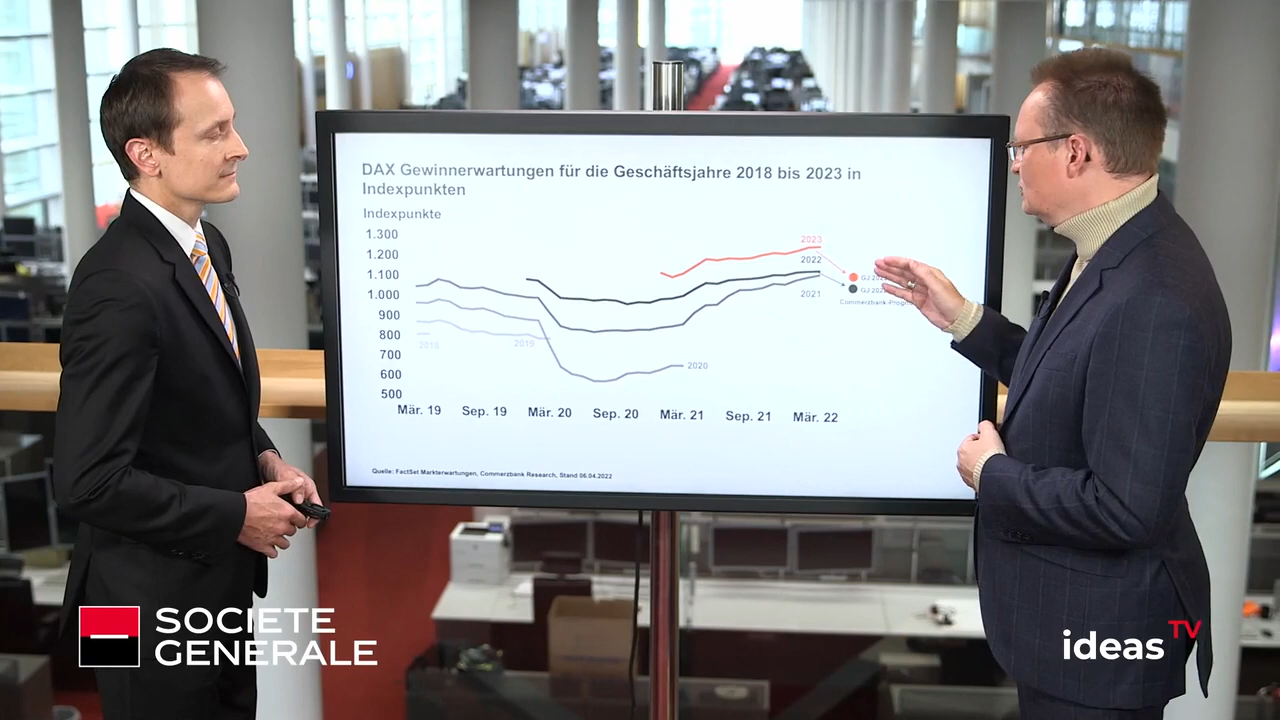 DAX Gewinnerwartungen für die Geschäftsjahre 2018 bis 2023 in
Indexpunkten
Indexpunkte
1.300
1.200
1.100
1.000
900
800
700
600
500
2018
2019
2020
2023
2022
2021
GJ
GJ
Commerzbank-
Mär. 19 Sep. 19 Mär. 20 Sep. 20 Mär. 21 Sep. 21 Mär. 22
Quelle: FactSet Markterwartungen, Commerzbank Research, Stand 06.04.2022
SOCIETE
GENERALE
ideas TV